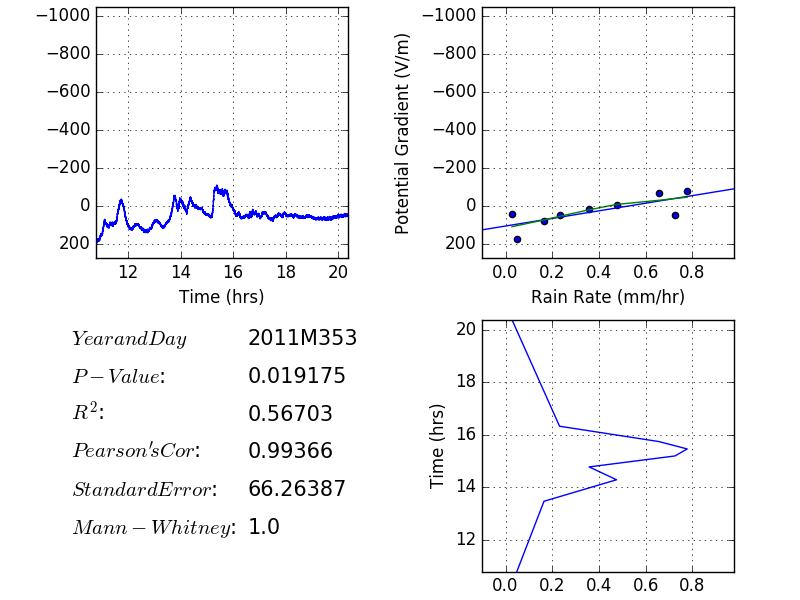 −1000
−800
−600
−400
−200
0
200
12 14 16 18 20
Time (hrs)
Potential Gradient (V/m)
−1000
−800
−600
−400
−200
0
200
0.0 0.2 0.4 0.6 0.8
Rain Rate (mm/hr)
YearandDay 2011M353
P−Value: 0.019175
R²: 0.56703
Pearson'sCor: 0.99366
StandardError: 66.26387
Mann−Whitney: 1.0
Time (hrs)
20
18
16
14
12
0.0 0.2 0.4 0.6 0.8